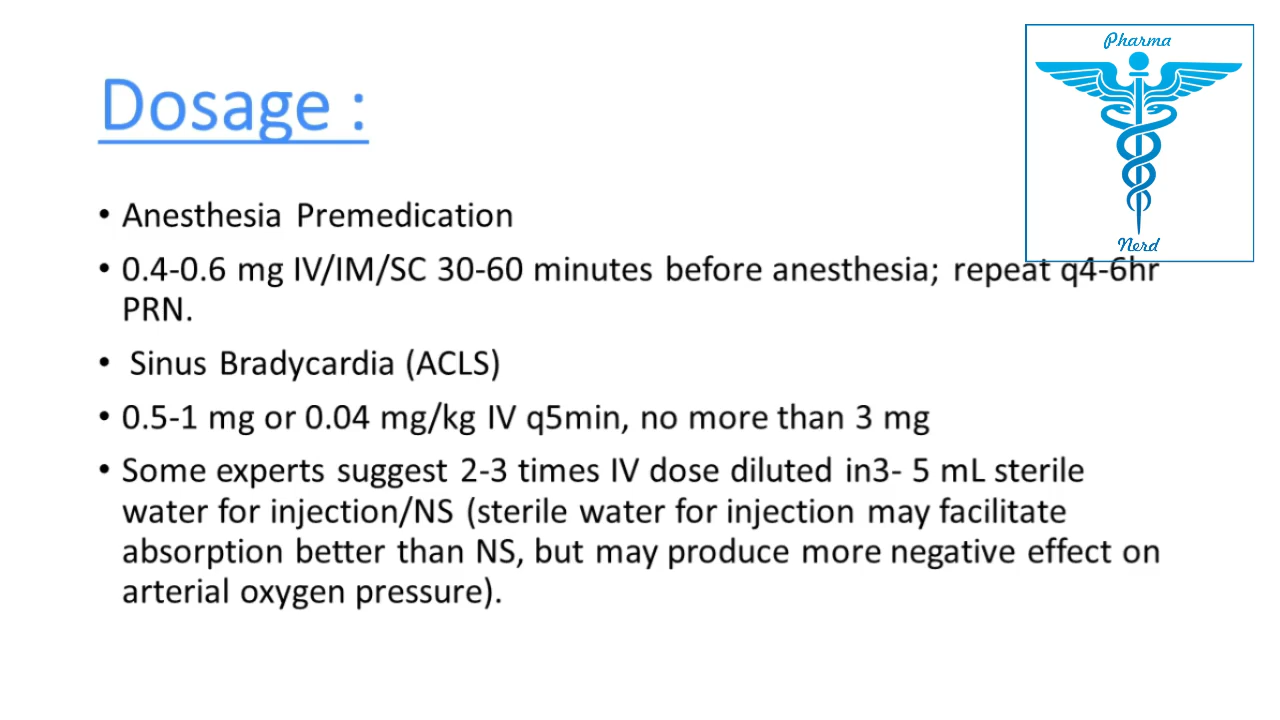 Pharma
Dosage :
• Anesthesia Premedication
Nerd
• 0.4-0.6 mg IV/IM/SC 30-60 minutes before anesthesia; repeat q4-6hr
PRN.
• Sinus Bradycardia (ACLS)
• 0.5-1 mg or 0.04 mg/kg IV q5min, no more than 3 mg
• Some experts suggest 2-3 times IV dose diluted in3- 5 mL sterile
water for injection/NS (sterile water for injection may facilitate
absorption better than NS, but may produce more negative effect on
arterial oxygen pressure).